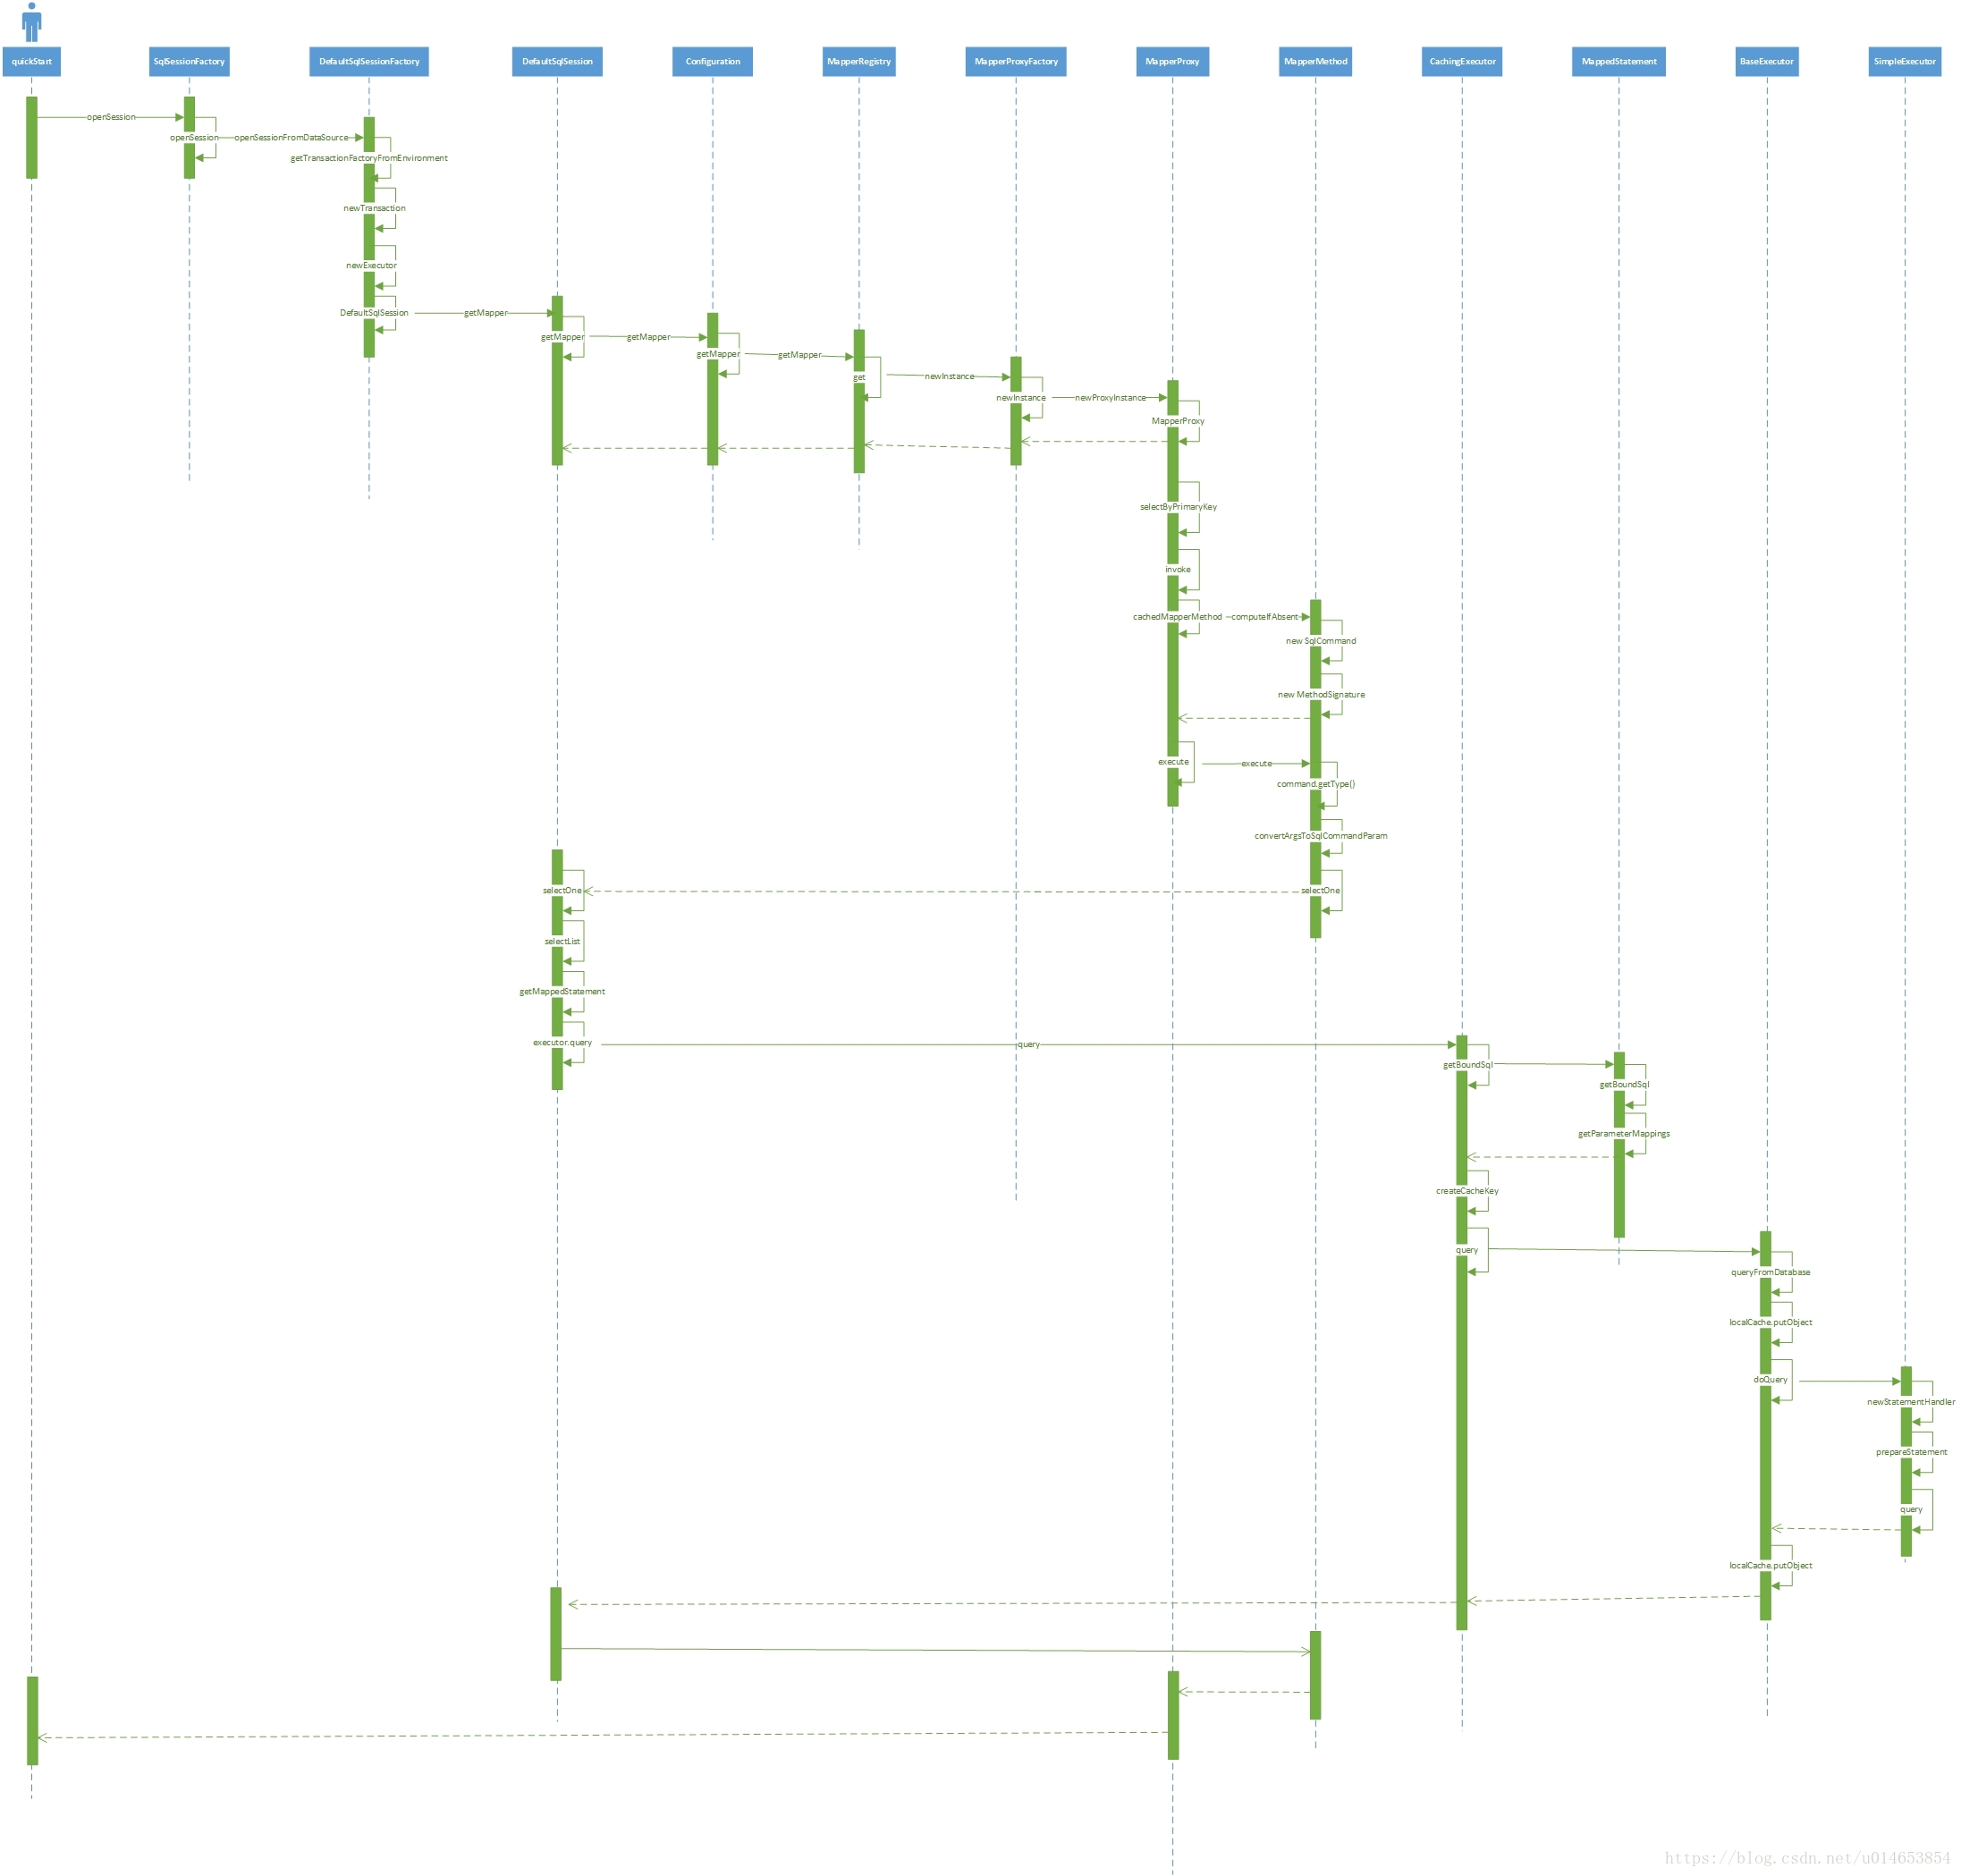 quickStart
SqlSessionFactory
DefaultSqlSessionFactory
DefaultSqlSession
Configuration
MapperRegistry
MapperProxyFactory
MapperProxy
MapperMethod
CachingExecutor
MappedStatement
BaseExecutor
SimpleExecutor
openSession
openSession
openSessionFromDataSource
getTransactionFactoryFromEnvironment
newTransaction
newExecutor
DefaultSqlSession
getMapper
getMapper
getMapper
getMapper
getMapper
get
newInstance
newInstance
newProxyInstance
MapperProxy
selectByPrimaryKey
invoke
cachedMapperMethod
computeIfAbsent
new SqlCommand
new MethodSignature
execute
execute
command.getType()
convertArgsToSqlCommandParam
selectOne
selectOne
selectList
getMappedStatement
executor.query
query
getBoundSql
getBoundSql
getParameterMappings
createCacheKey
query
queryFromDatabase
localCache.putObject
doQuery
newStatementHandler
prepareStatement
query
localCache.putObject
https://blog.csdn.net/u014653854